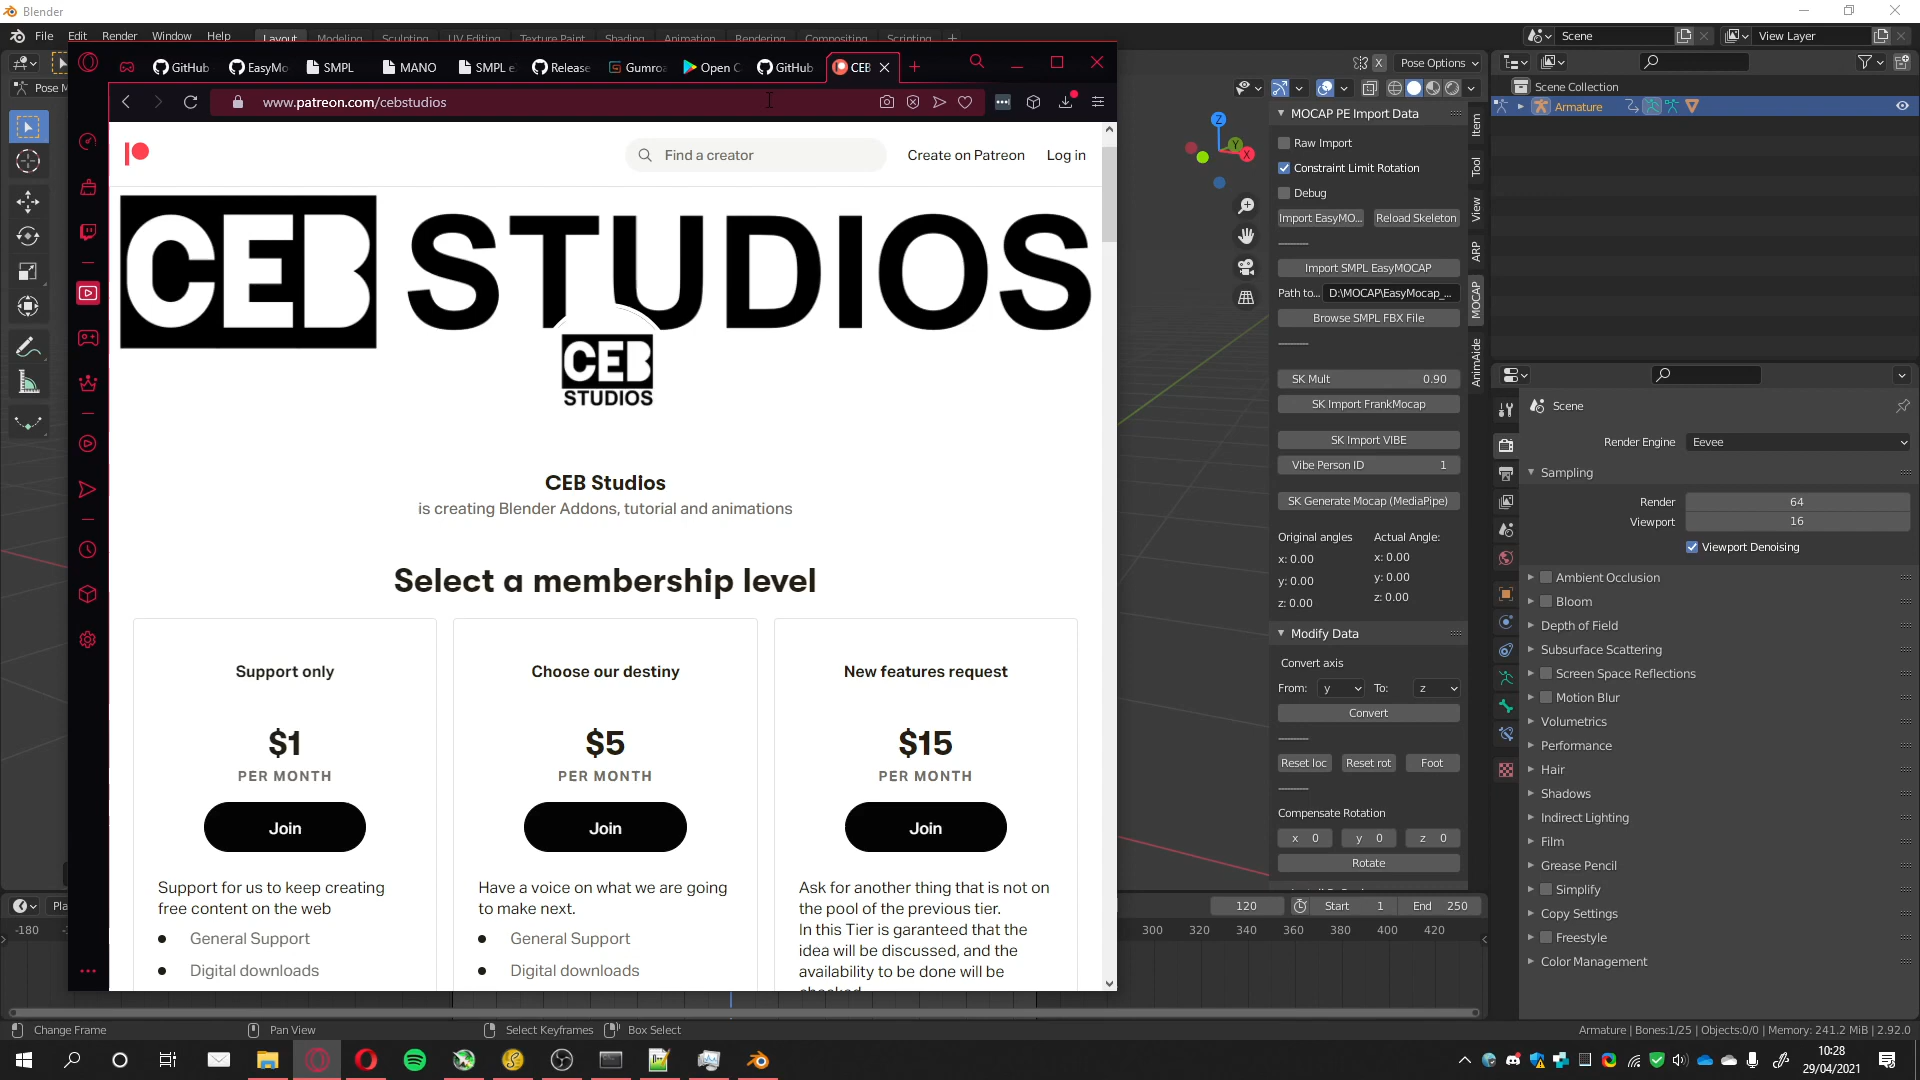 Blender
File Edit Render Window Help Layout Modeling Sculpting UV Editing Texture Paint Shading Animation Rendering Compositing Scripting
Scene
View Layer
GitHub
EasyMo
SMPL
MANO
SMPL e
Release
Gumroa
Open C
GitHub
CEB
X
Pose Options
Pose M
www.patreon.com/cebstudios
Find a creator
Create on Patreon
Log in
CEB STUDIOS
CEB
STUDIOS
CEB Studios
is creating Blender Addons, tutorial and animations
Select a membership level
Support only
$1
PER MONTH
Join
Support for us to keep creating
free content on the web
General Support
Digital downloads
Choose our destiny
$5
PER MONTH
Join
Have a voice on what we are going
to make next.
General Support
Digital downloads
New features request
$15
PER MONTH
Join
Ask for another thing that is not on
the pool of the previous tier.
In this Tier is garanteed that the
idea will be discussed, and the
availability to be done will be
Z
Y
X
MOCAP PE Import Data
Raw Import
Constraint Limit Rotation
Debug
Import EasyMO...
Reload Skeleton
Import SMPL EasyMOCAP
Path to... D:\MOCAP\EasyMocap_...
Browse SMPL FBX File
SK Mult 0.90
SK Import FrankMocap
SK Import VIBE
Vibe Person ID 1
SK Generate Mocap (MediaPipe)
Original angles Actual Angle:
x: 0.00 x: 0.00
y: 0.00 y: 0.00
z: 0.00 z: 0.00
Modify Data
Convert axis
From: y To: z
Convert
Reset loc Reset rot Foot
Compensate Rotation
x 0 y 0 z 0
Rotate
Item
Tool
View
ARP
MOCAP
AnimAide
Scene Collection
Armature
Scene
Render Engine Eevee
Sampling
Render 64
Viewport 16
Viewport Denoising
Ambient Occlusion
Bloom
Depth of Field
Subsurface Scattering
Screen Space Reflections
Motion Blur
Volumetrics
Performance
Hair
Shadows
Indirect Lighting
Film
Grease Pencil
Simplify
Copy Settings
Freestyle
Color Management
Pla
120
Start 1
End 250
-180
300 320 340 360 380 400 420
Change Frame
Pan View
Select Keyframes
Box Select
Armature | Bones:1/25 | Objects:0/0 | Memory: 241.2 MiB | 2.92.0
10:28
29/04/2021